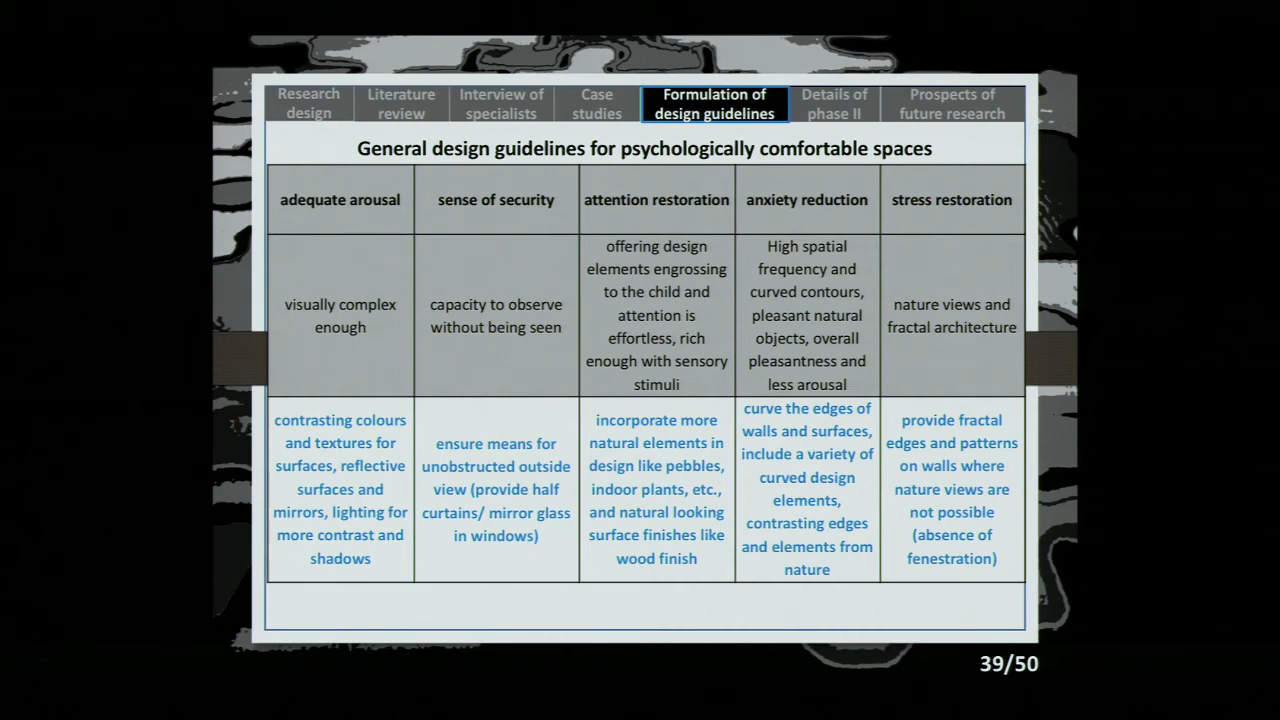 Research
design
Literature
review
Interview of
specialists
Case
studies
Formulation of
design guidelines
Details of
phase II
Prospects of
future research
General design guidelines for psychologically comfortable spaces
adequate arousal
sense of security
attention restoration
anxiety reduction
stress restoration
visually complex
enough
capacity to observe
without being seen
offering design
elements engrossing
to the child and
attention is
effortless, rich
enough with sensory
stimuli
High spatial
frequency and
curved contours,
pleasant natural
objects, overall
pleasantness and
less arousal
nature views and
fractal architecture
contrasting colours
and textures for
surfaces, reflective
surfaces and
mirrors, lighting for
more contrast and
shadows
ensure means for
unobstructed outside
view (provide half
curtains/ mirror glass
in windows)
incorporate more
natural elements in
design like pebbles,
indoor plants, etc.,
and natural looking
surface finishes like
wood finish
curve the edges of
walls and surfaces,
include a variety of
curved design
elements,
contrasting edges
and elements from
nature
provide fractal
edges and patterns
on walls where
nature views are
not possible
(absence of
fenestration)
39/50